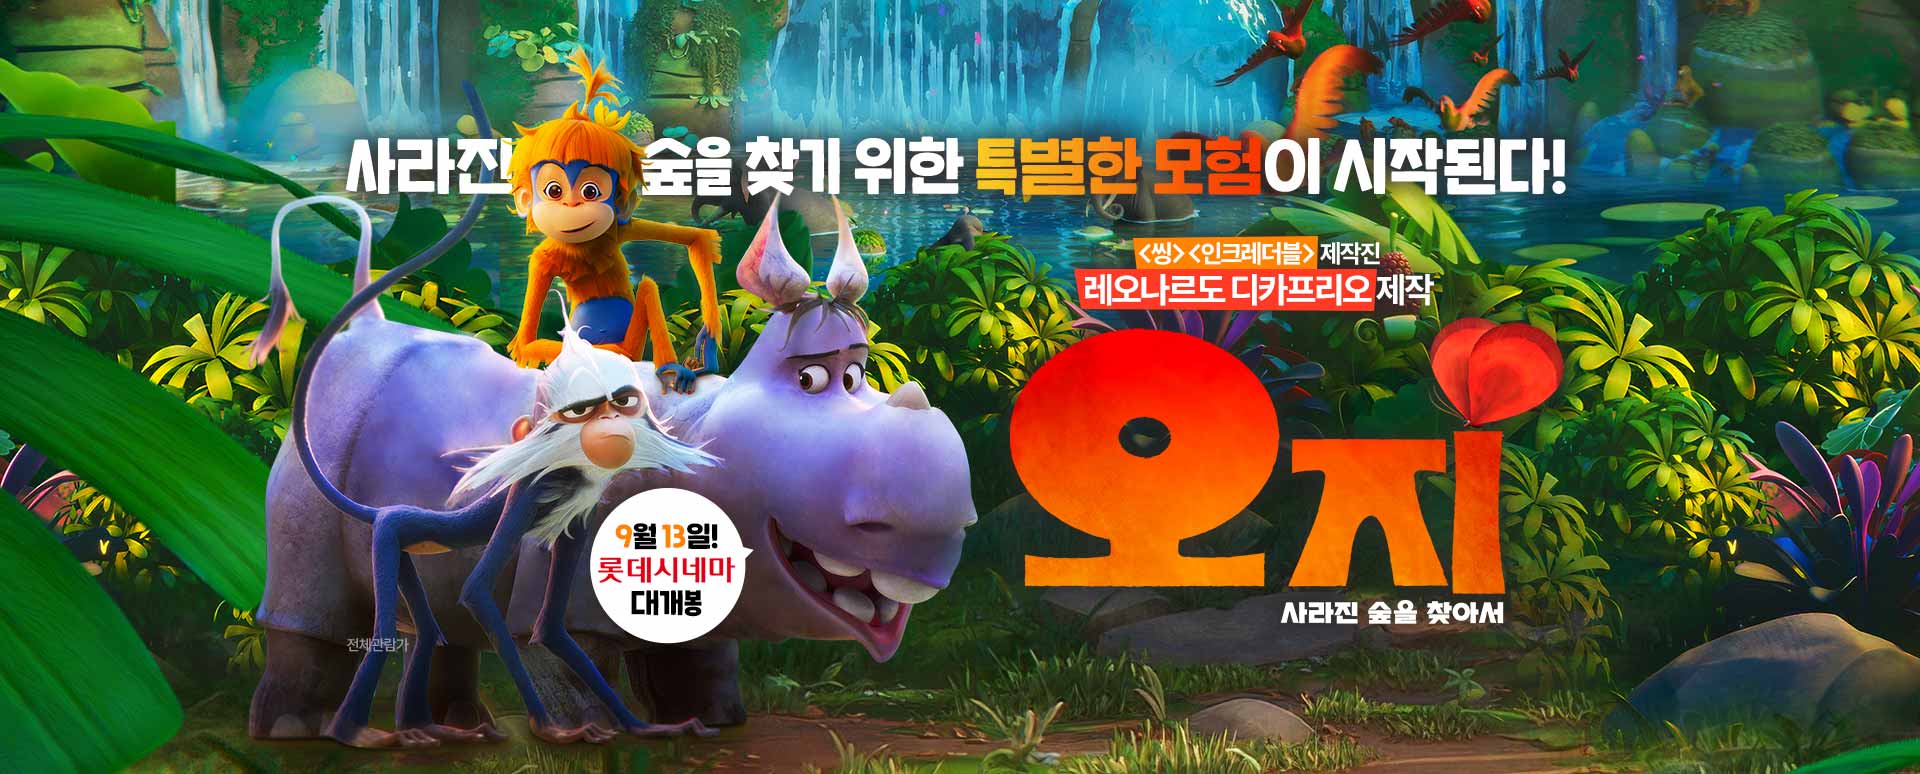 사라진 숲을 찾기 위한 특별한 모험이 시작된다!
<씽> <인크레더블> 제작진
레오나르도 디카프리오 제작
오지
사라진 숲을 찾아서
9월 13일!
롯데시네마
대개봉
전체관람가